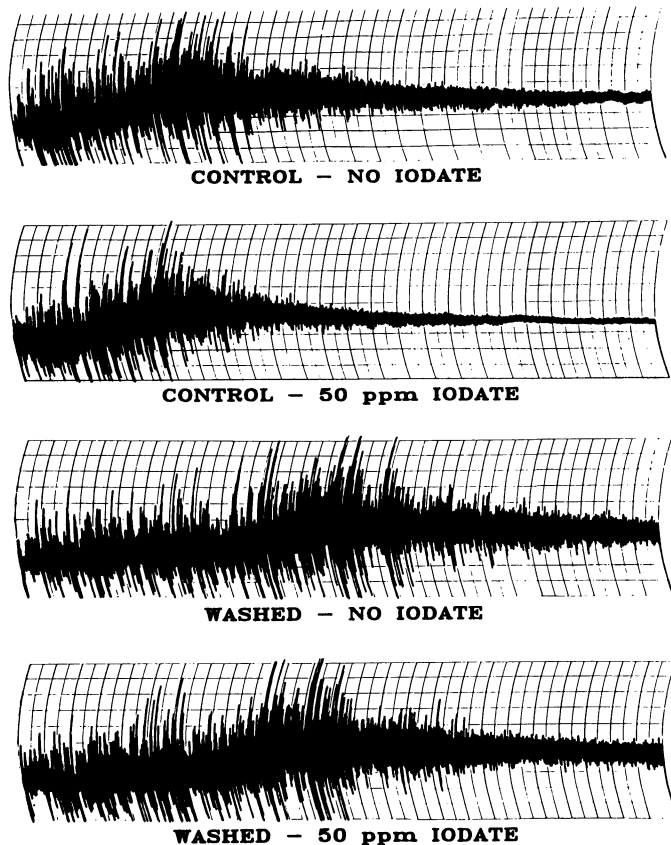 CONTROL – NO IODATE
CONTROL – 50 ppm IODATE
WASHED – NO IODATE
WASHED – 50 ppm IODATE